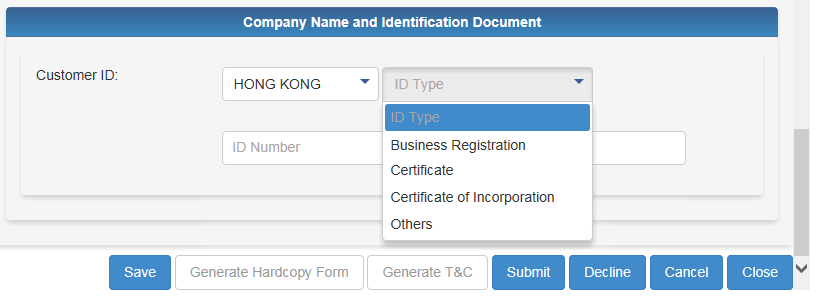 Company Name and Identification Document
Customer ID:
HONG KONG
ID Type
ID Type
Business Registration
Certificate
Certificate of Incorporation
Others
ID Number
Save
Generate Hardcopy Form
Generate T&C
Submit
Decline
Cancel
Close